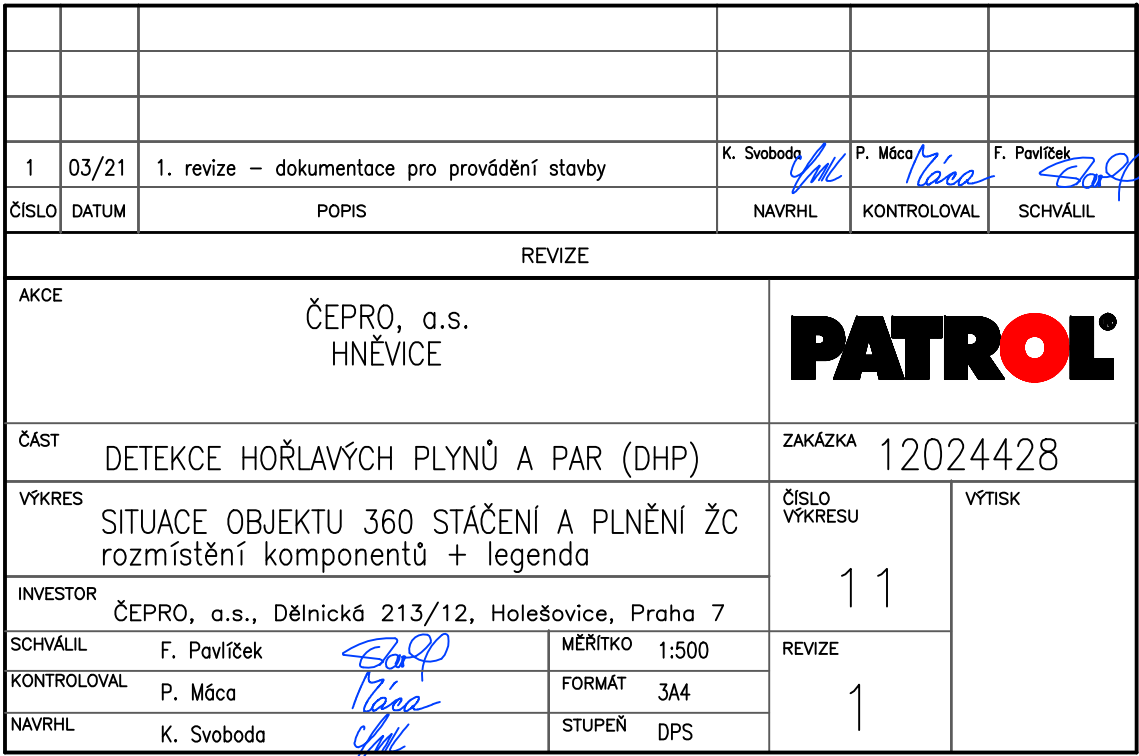 1 03/21 1. revize – dokumentace pro provádění stavby K. Svoboda P. Máca Máca F. Pavlíček
ČÍSLO DATUM POPIS NAVRHL KONTROLOVAL SCHVÁLIL
REVIZE
AKCE
ČEPRO, a.s.
HNĚVICE
PATROL®
ČÁST
DETEKCE HOŘLAVÝCH PLYNŮ A PAR (DHP)
ZAKÁZKA 12024428
VÝKRES
SITUACE OBJEKTU 360 STÁČENÍ A PLNĚNÍ ŽC
rozmístění komponentů + legenda
ČÍSLO
VÝKRESU
11
VÝTISK
INVESTOR
ČEPRO, a.s., Dělnická 213/12, Holešovice, Praha 7
SCHVÁLIL F. Pavlíček MĚŘÍTKO 1:500
KONTROLOVAL P. Máca Máca FORMÁT 3A4
NAVRHL K. Svoboda STUPEŇ DPS
REVIZE
1